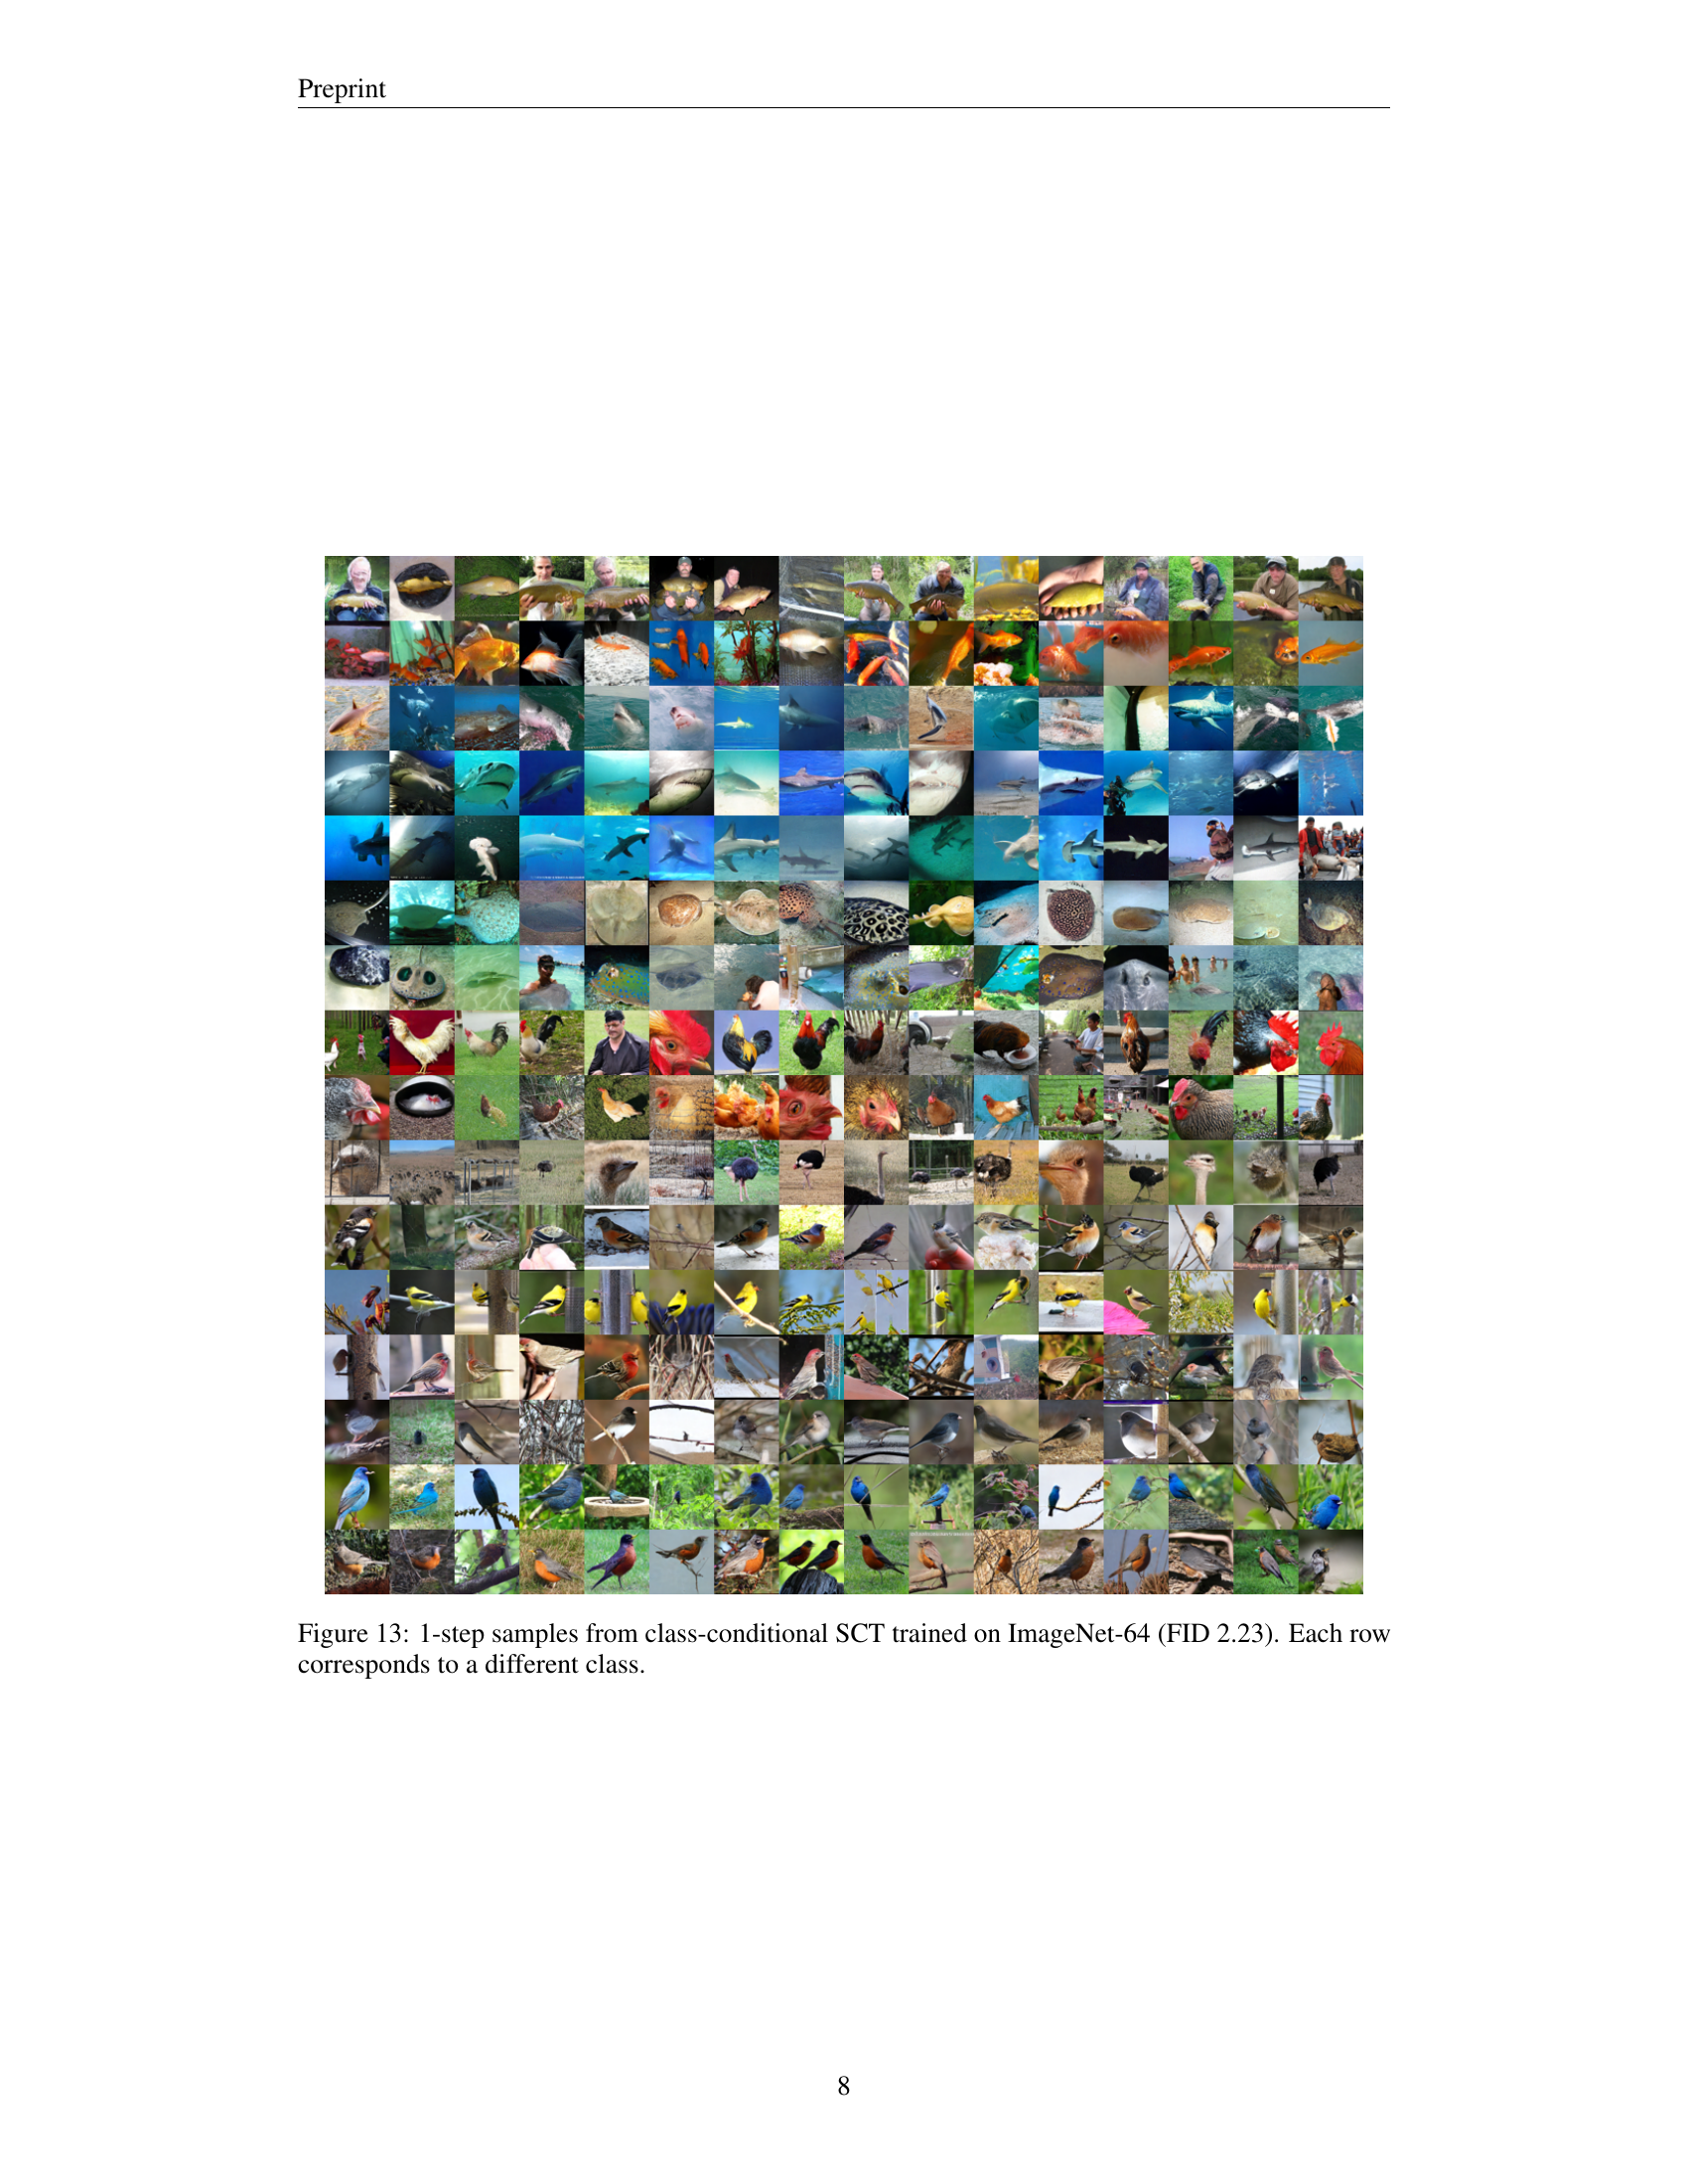 Preprint
Figure 13: 1-step samples from class-conditional SCT trained on ImageNet-64 (FID 2.23). Each row
corresponds to a different class.
8